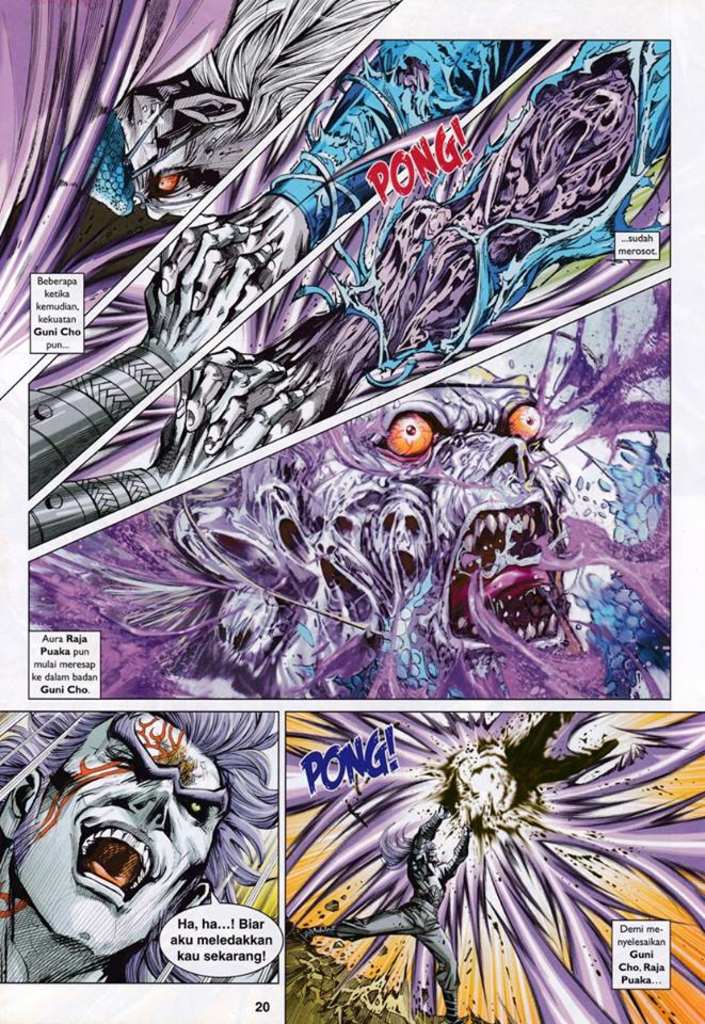 PONG!
...sudah
merosot.
Beberapa
ketika
kemudian,
kekuatan
Guni Cho
pun...
Aura Raja
Puaka pun
mulai meresap
ke dalam badan
Guni Cho.
PONG!
Ha, ha...! Biar
aku meledakkan
kau sekarang!
Demi me-
nyelesaikan
Guni
Cho, Raja
Puaka...
20